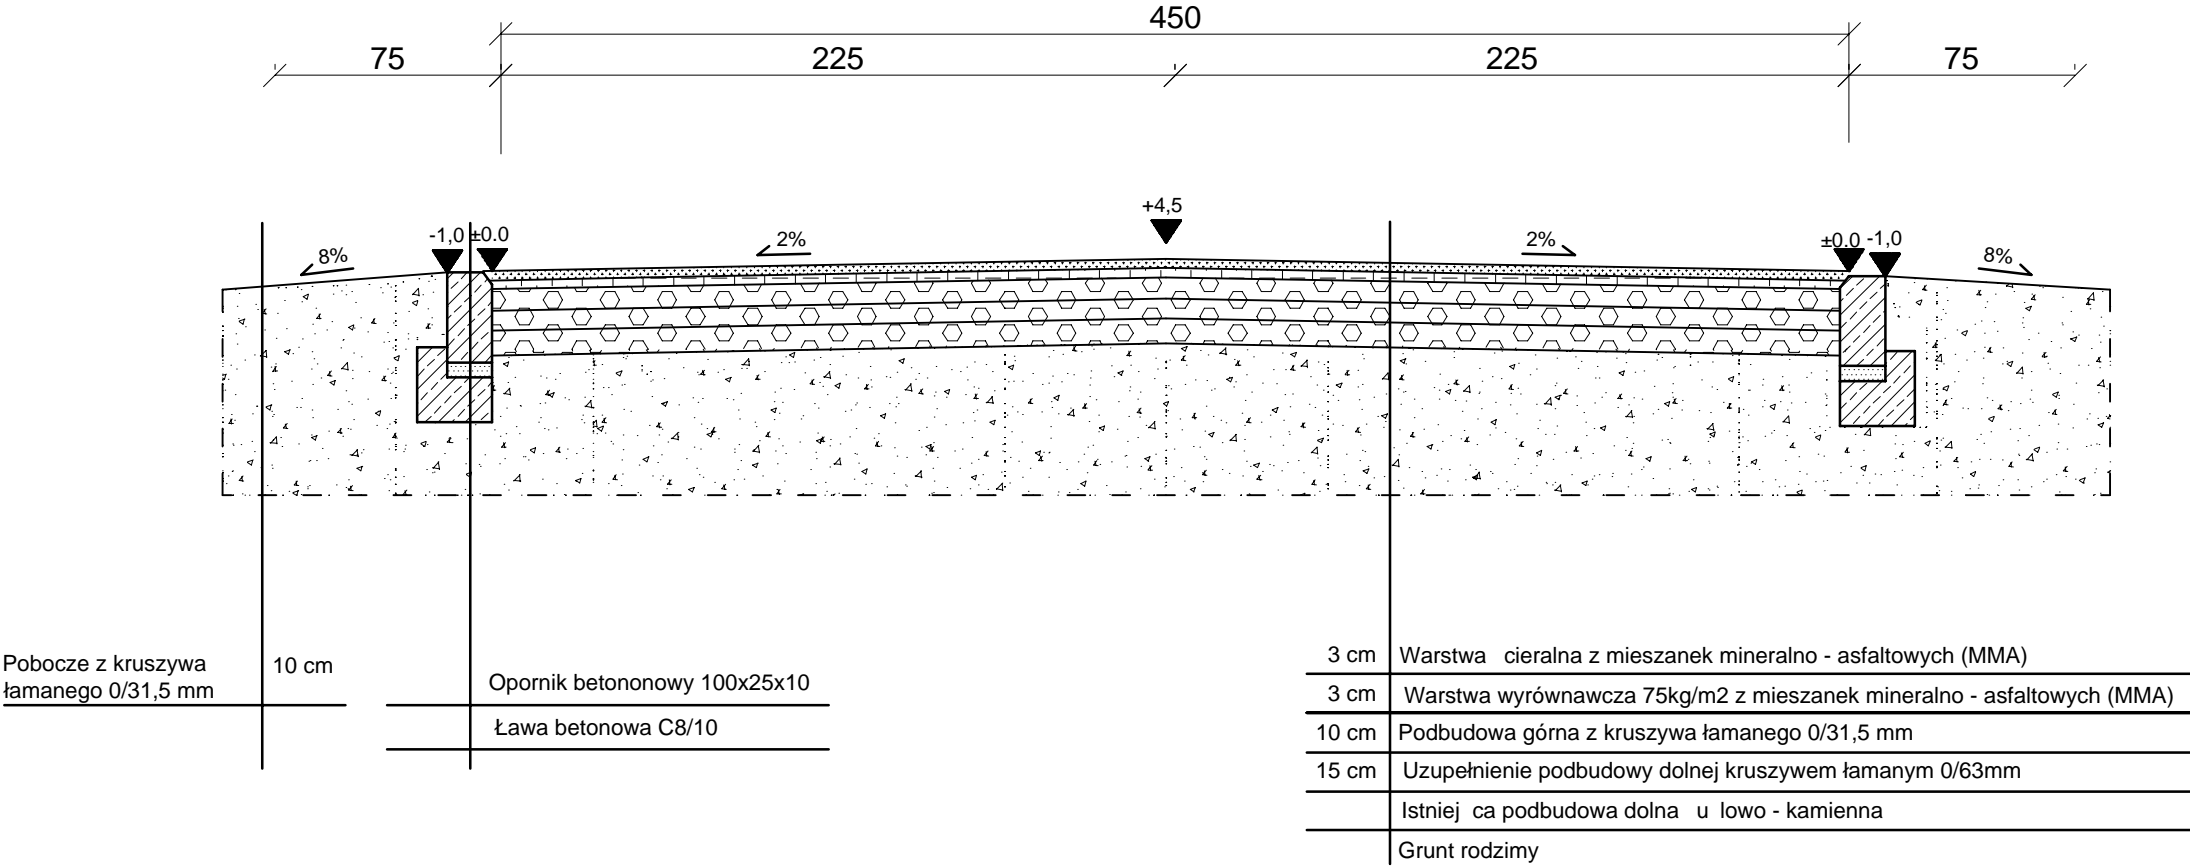 450
75
225
225
75
+4,5
-1,0 ±0.0
2%
2%
±0.0 -1,0
8%
8%
Pobocze z kruszywa
łamanego 0/31,5 mm
10 cm
Opornik betononowy 100x25x10
Ława betonowa C8/10
3 cm Warstwa cieralna z mieszanek mineralno - asfaltowych (MMA)
3 cm Warstwa wyrównawcza 75kg/m2 z mieszanek mineralno - asfaltowych (MMA)
10 cm Podbudowa górna z kruszywa łamanego 0/31,5 mm
15 cm Uzupełnienie podbudowy dolnej kruszywem łamanym 0/63mm
Istniej ca podbudowa dolna u lowo - kamienna
Grunt rodzimy